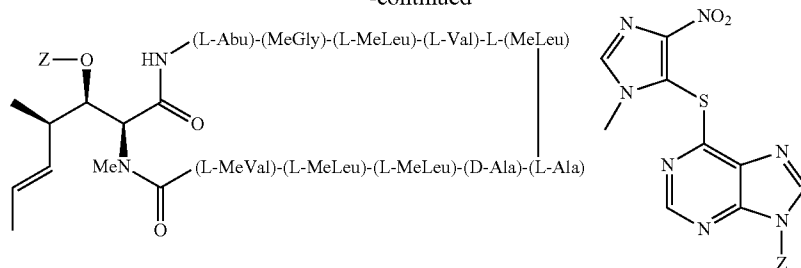 -continued
(L-Abu)-(MeGly)-(L-MeLeu)-(L-Val)-L-(MeLeu)
N
NO2
Z
O
HN
N
S
O
MeN
(L-MeVal)-(L-MeLeu)-(L-MeLeu)-(D-Ala)-(L-Ala)
N
N
O
N
N
Z